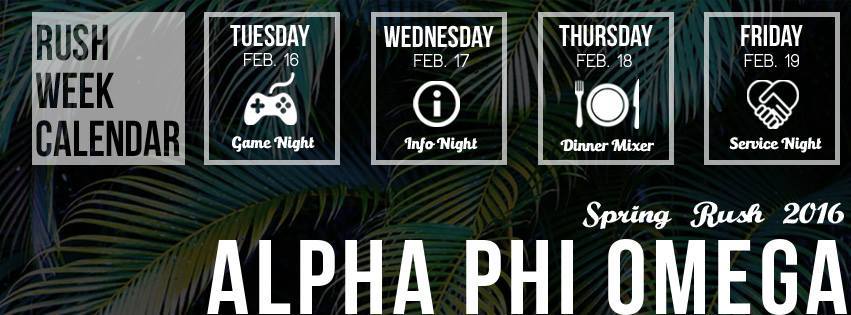 RUSH
WEEK
CALENDAR
TUESDAY
FEB. 16
Game Night
WEDNESDAY
FEB. 17
Info Night
THURSDAY
FEB. 18
Dinner Mixer
FRIDAY
FEB. 19
Service Night
Spring Rush 2016
ALPHA PHI OMEGA